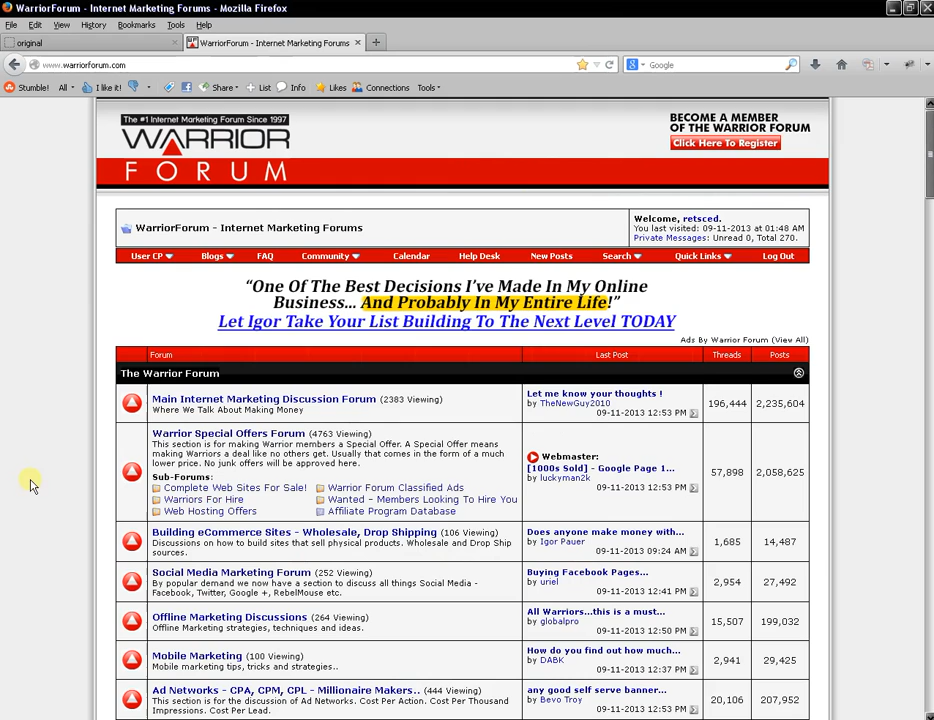 WarriorForum - Internet Marketing Forums - Mozilla Firefox
File Edit View History Bookmarks Tools Help
original
WarriorForum - Internet Marketing Forums
www.warriorforum.com
Google
Stumble! All I like it! Share List Info Likes Connections Tools
The #1 Internet Marketing Forum Since 1997
WARRIOR
FORUM
BECOME A MEMBER
OF THE WARRIOR FORUM
Click Here To Register
WarriorForum - Internet Marketing Forums
Welcome, retsced.
You last visited: 09-11-2013 at 01:48 AM
Private Messages: Unread 0, Total 270.
User CP Blogs FAQ Community Calendar Help Desk New Posts Search Quick Links Log Out
“One Of The Best Decisions I’ve Made In My Online
Business... And Probably In My Entire Life!”
Let Igor Take Your List Building To The Next Level TODAY
Ads By Warrior Forum (View All)
Forum Last Post Threads Posts
The Warrior Forum
Main Internet Marketing Discussion Forum (2383 Viewing)
Where We Talk About Making Money
Let me know your thoughts !
by TheNewGuy2010
09-11-2013 12:53 PM
196,444 2,235,604
Warrior Special Offers Forum (4763 Viewing)
This section is for making Warrior members a Special Offer. A Special Offer means
making Warriors a deal like no others get. Usually that comes in the form of a much
lower price. No junk offers will be approved here.
Sub-Forums:
Complete Web Sites For Sale! Warrior Forum Classified Ads
Warriors For Hire Wanted - Members Looking To Hire You
Web Hosting Offers Affiliate Program Database
Webmaster:
[1000s Sold] - Google Page 1...
by luckyman2k
09-11-2013 12:53 PM
57,898 2,058,625
Building eCommerce Sites - Wholesale, Drop Shipping (106 Viewing)
Discussions on how to build sites that sell physical products. Wholesale and Drop Ship
sources.
Does anyone make money with...
by Igor Pauer
09-11-2013 09:24 AM
1,685 14,487
Social Media Marketing Forum (252 Viewing)
By popular demand we now have a section to discuss all things Social Media -
Facebook, Twitter, Google +, RebelMouse etc.
Buying Facebook Pages...
by uriel
09-11-2013 12:41 PM
2,954 27,492
Offline Marketing Discussions (264 Viewing)
Offline Marketing strategies, techniques and ideas.
All Warriors...this is a must...
by globalpro
09-11-2013 12:50 PM
15,507 199,032
Mobile Marketing (100 Viewing)
Mobile marketing tips, tricks and strategies..
How do you find out how much...
by DABK
09-11-2013 12:37 PM
2,941 29,425
Ad Networks - CPA, CPM, CPL - Millionaire Makers.. (444 Viewing)
This section is for the discussion of Ad Networks. Cost Per Action. Cost Per Thousand
Impressions. Cost Per Lead.
any good self serve banner...
by Bevo Troy
20,106 207,952